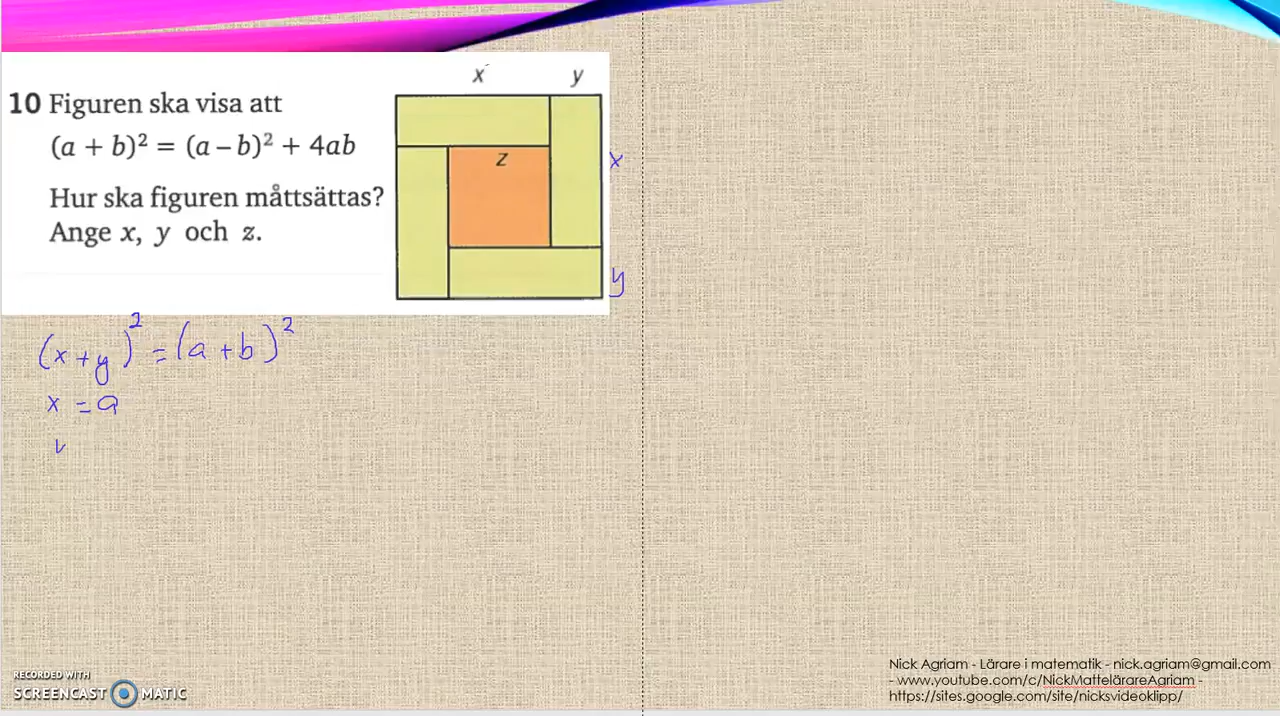 10 Figuren ska visa att
(a + b)² = (a – b)² + 4ab
Hur ska figuren måttsättas?
Ange x, y och z.
x y
z
x
y
(x + y)² = (a + b)²
x = a
RECORDED WITH
SCREENCAST MATIC
Nick Agriam - Lärare i matematik - nick.agriam@gmail.com
- www.youtube.com/c/NickMattelärareAgriam -
https://sites.google.com/site/nicksvideoklipp/